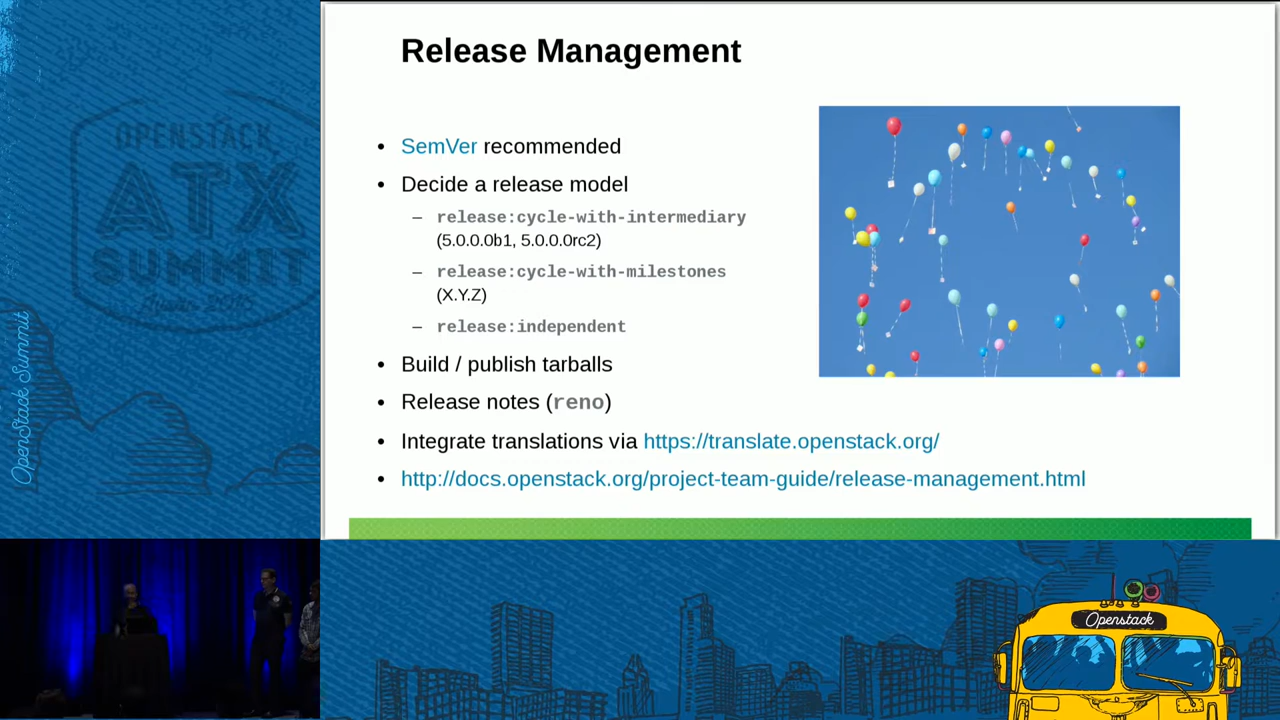 Release Management
• SemVer recommended
• Decide a release model
– release:cycle-with-intermediary
(5.0.0.0b1, 5.0.0.0rc2)
– release:cycle-with-milestones
(X.Y.Z)
– release:independent
• Build / publish tarballs
• Release notes (reno)
• Integrate translations via https://translate.openstack.org/
• http://docs.openstack.org/project-team-guide/release-management.html
OPENSTACK
ATX
SUMMIT
OpenStack Summit
Openstack